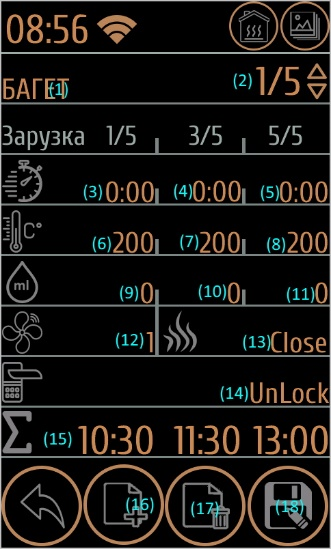 08:56
БАГЕТ (1) (2) 1/5
Зарузка 1/5 3/5 5/5
(3) 0:00 (4) 0:00 (5) 0:00
C° (6) 200 (7) 200 (8) 200
ml (9) 0 (10) 0 (11) 0
(12) 1 (13) Close
(14) UnLock
Σ (15) 10:30 11:30 13:00
(16) (17) (18)